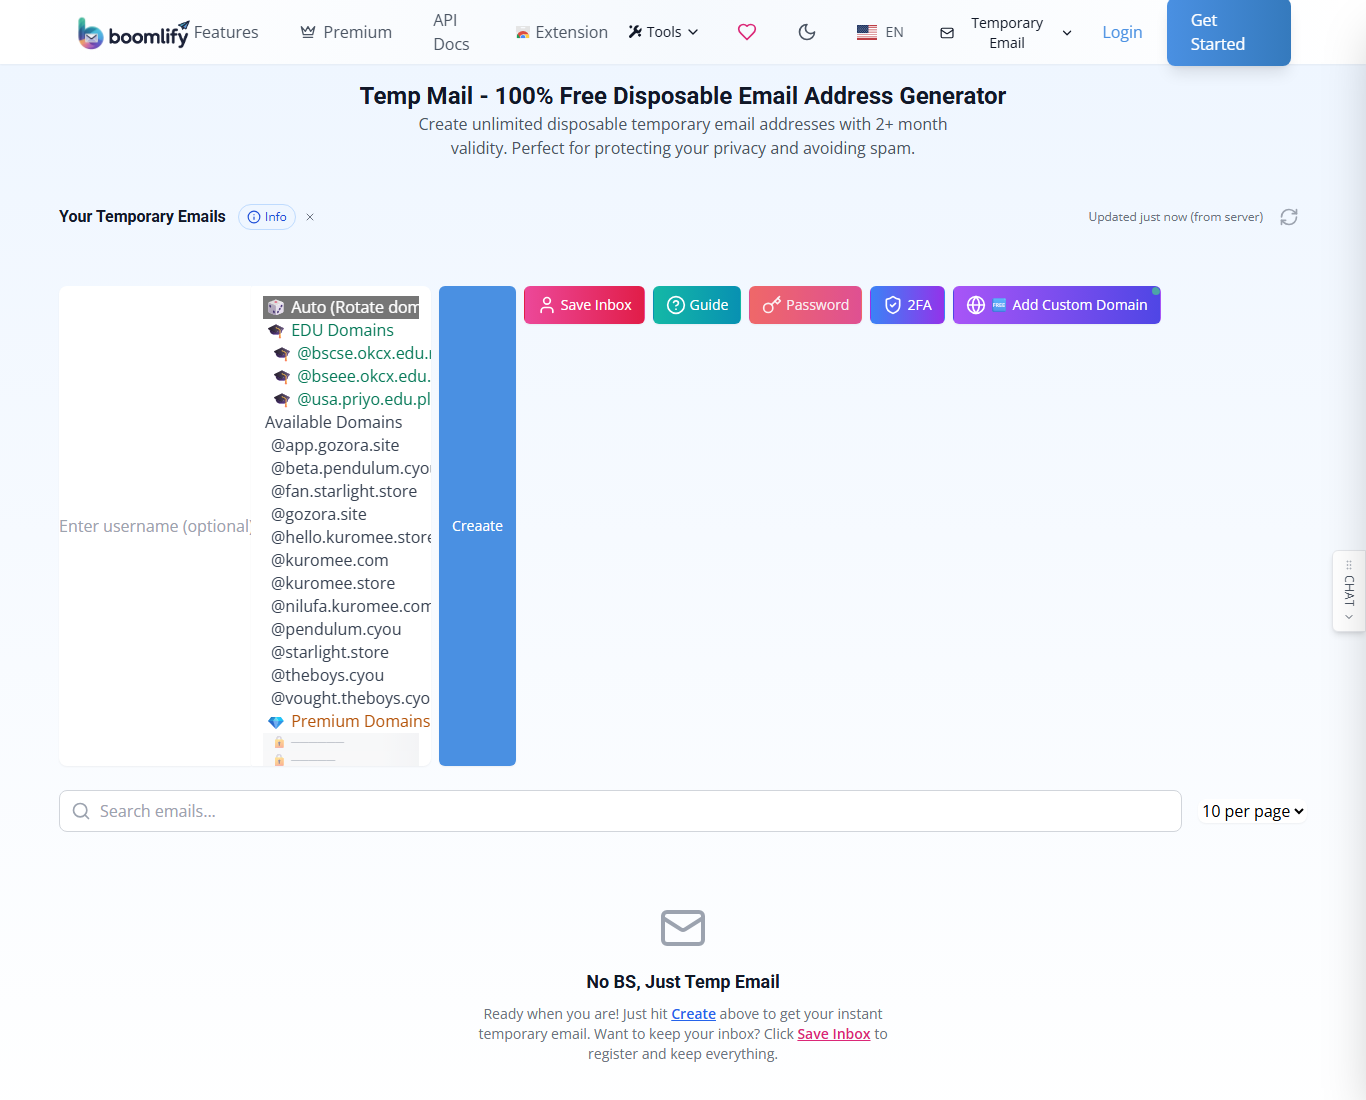 boomlify
Features
Premium
API Docs
Extension
Tools
EN
Temporary Email
Login
Get Started
Temp Mail - 100% Free Disposable Email Address Generator
Create unlimited disposable temporary email addresses with 2+ month
validity. Perfect for protecting your privacy and avoiding spam.
Your Temporary Emails
Info
Updated just now (from server)
Enter username (optional)
Auto (Rotate dom
EDU Domains
@bscse.okcx.edu.
@bseee.okcx.edu.
@usa.priyo.edu.pl
Available Domains
@app.gozora.site
@beta.pendulum.cyou
@fan.starlight.store
@gozora.site
@hello.kuromee.store
@kuromee.com
@kuromee.store
@nilufa.kuromee.com
@pendulum.cyou
@starlight.store
@theboys.cyou
@vought.theboys.cyo
Premium Domains
Creaate
Save Inbox
Guide
Password
2FA
FREE Add Custom Domain
CHAT
Search emails...
10 per page
No BS, Just Temp Email
Ready when you are! Just hit Create above to get your instant
temporary email. Want to keep your inbox? Click Save Inbox to
register and keep everything.